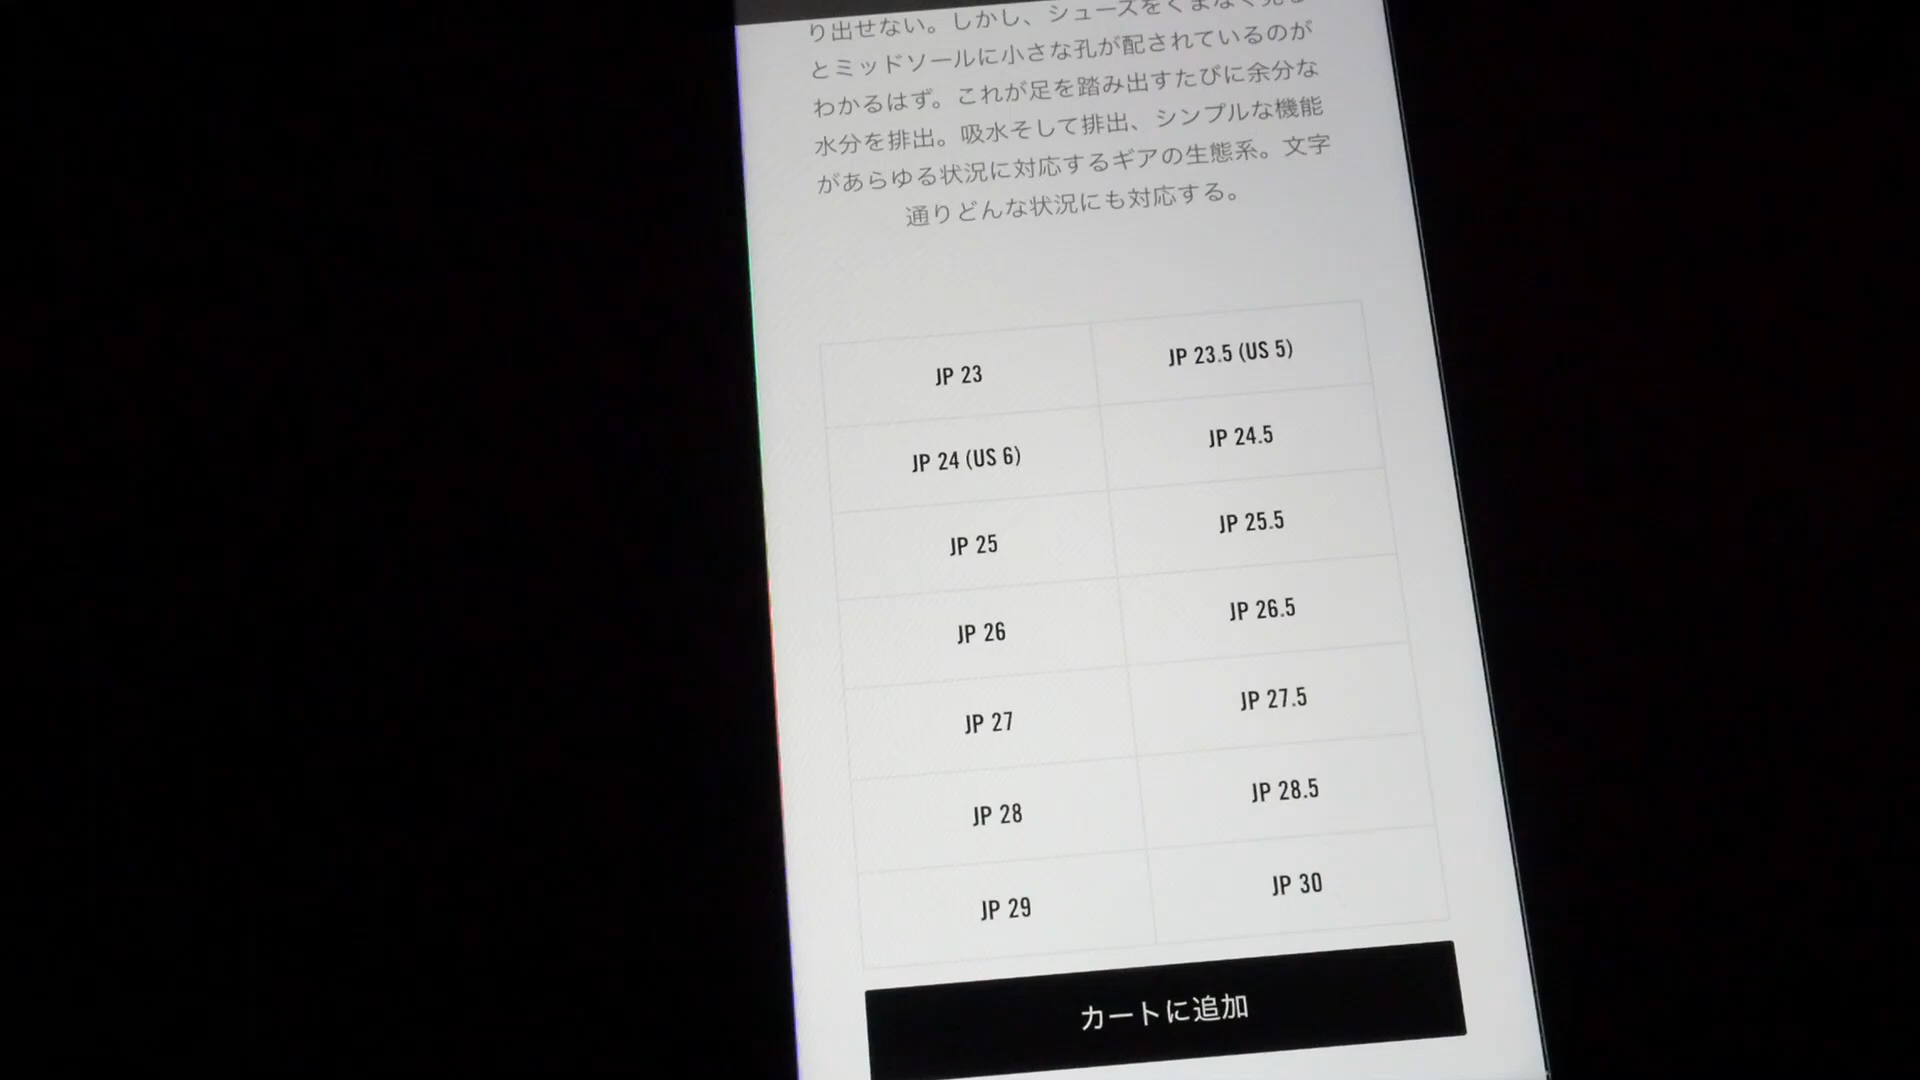 り出せない。しかし、シューズをくまなく見る
とミッドソールに小さな孔が配されているのが
わかるはず。これが足を踏み出すたびに余分な
水分を排出。吸水そして排出、シンプルな機能
があらゆる状況に対応するギアの生態系。文字
通りどんな状況にも対応する。
JP 23
JP 23.5 (US 5)
JP 24 (US 6)
JP 24.5
JP 25
JP 25.5
JP 26
JP 26.5
JP 27
JP 27.5
JP 28
JP 28.5
JP 29
JP 30
カートに追加